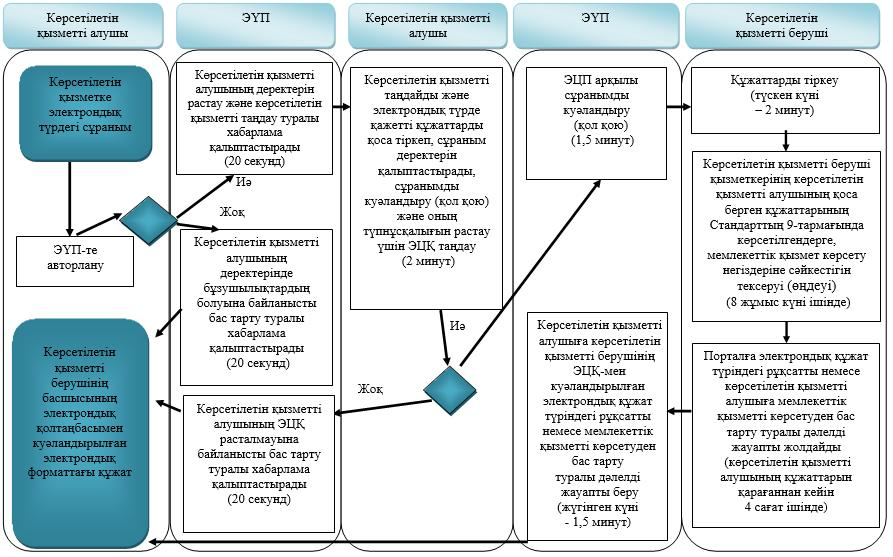 Көрсетілетін
қызметті алушы
ЭҮП
Көрсетілетін қызметті
алушы
ЭҮП
Көрсетілетін
қызметті беруші
Көрсетілетін
қызметке
электрондық
түрдегі сұраным
ЭҮП-те
авторлану
Көрсетілетін
қызметті
берушінің
басшысының
электрондық
қолтаңбасымен
куәландырылған
электрондық
форматтағы құжат
Көрсетілетін қызметті
алушының деректерін
растау және көрсетілетін
қызметті таңдау туралы
хабарлама
қалыптастырады
(20 секунд)
Иә
Жоқ
Көрсетілетін қызметті
алушының
деректерінде
бұзушылықтардың
болуына байланысты
бас тарту туралы
хабарлама
қалыптастырады
(20 секунд)
Көрсетілетін қызметті
алушының ЭЦҚ
расталмауына
байланысты бас тарту
туралы хабарлама
қалыптастырады
(20 секунд)
Көрсетілетін қызметті
таңдайды және
электрондық түрде
қажетті құжаттарды
қоса тіркеп, сұраным
деректерін
қалыптастырады,
сұранымды
куәландыру (қол қою)
және оның
түпнұсқалығын растау
үшін ЭЦҚ таңдау
(2 минут)
Иә
Жоқ
ЭЦП арқылы
сұранымды
куәландыру
(қол қою)
(1,5 минут)
Көрсетілетін қызметті
алушыға көрсетілетін
қызметті берушінің
ЭЦҚ-мен
куәландырылған
электрондық құжат
түріндегі рұқсатты
немесе мемлекеттік
қызметті көрсетуден
бас тарту
туралы дәлелді
жауапты беру
(жүгінген күні
- 1,5 минут)
Құжаттарды тіркеу
(түскен күні
– 2 минут)
Көрсетілетін қызметті беруші
қызметкерінің көрсетілетін
қызметті алушының қоса
берген құжаттарының
Стандарттың 9-тармағында
көрсетілгендерге,
мемлекеттік қызмет көрсету
негіздеріне сәйкестігін
тексеруі (өңдеуі)
(8 жұмыс күні ішінде)
Порталға электрондық құжат
түріндегі рұқсатты немесе
көрсетілетін қызметті
алушыға мемлекеттік
қызметті көрсетуден бас
тарту туралы дәлелді
жауапты жолдайды
(көрсетілетін қызметті
алушының құжаттарын
қарағаннан кейін
4 сағат ішінде)